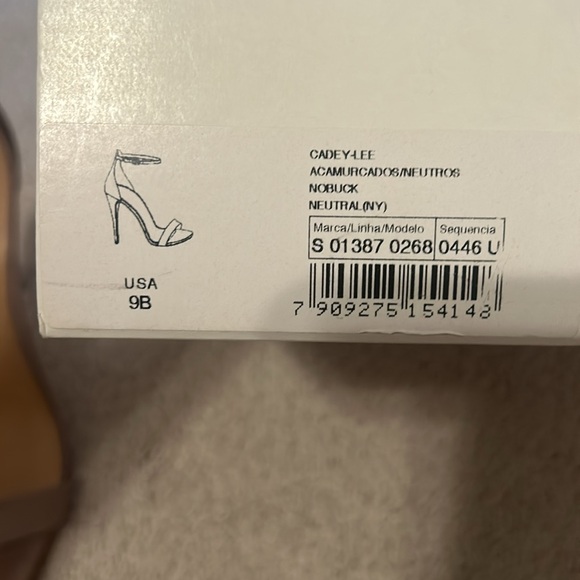 CADEY-LEE
ACAMURCADOS/NEUTROS
NOBUCK
NEUTRAL(NY)
Marca/Linha/Modelo Sequencia
S 01387 0268 0446 U
7 909275 154148
USA
9B